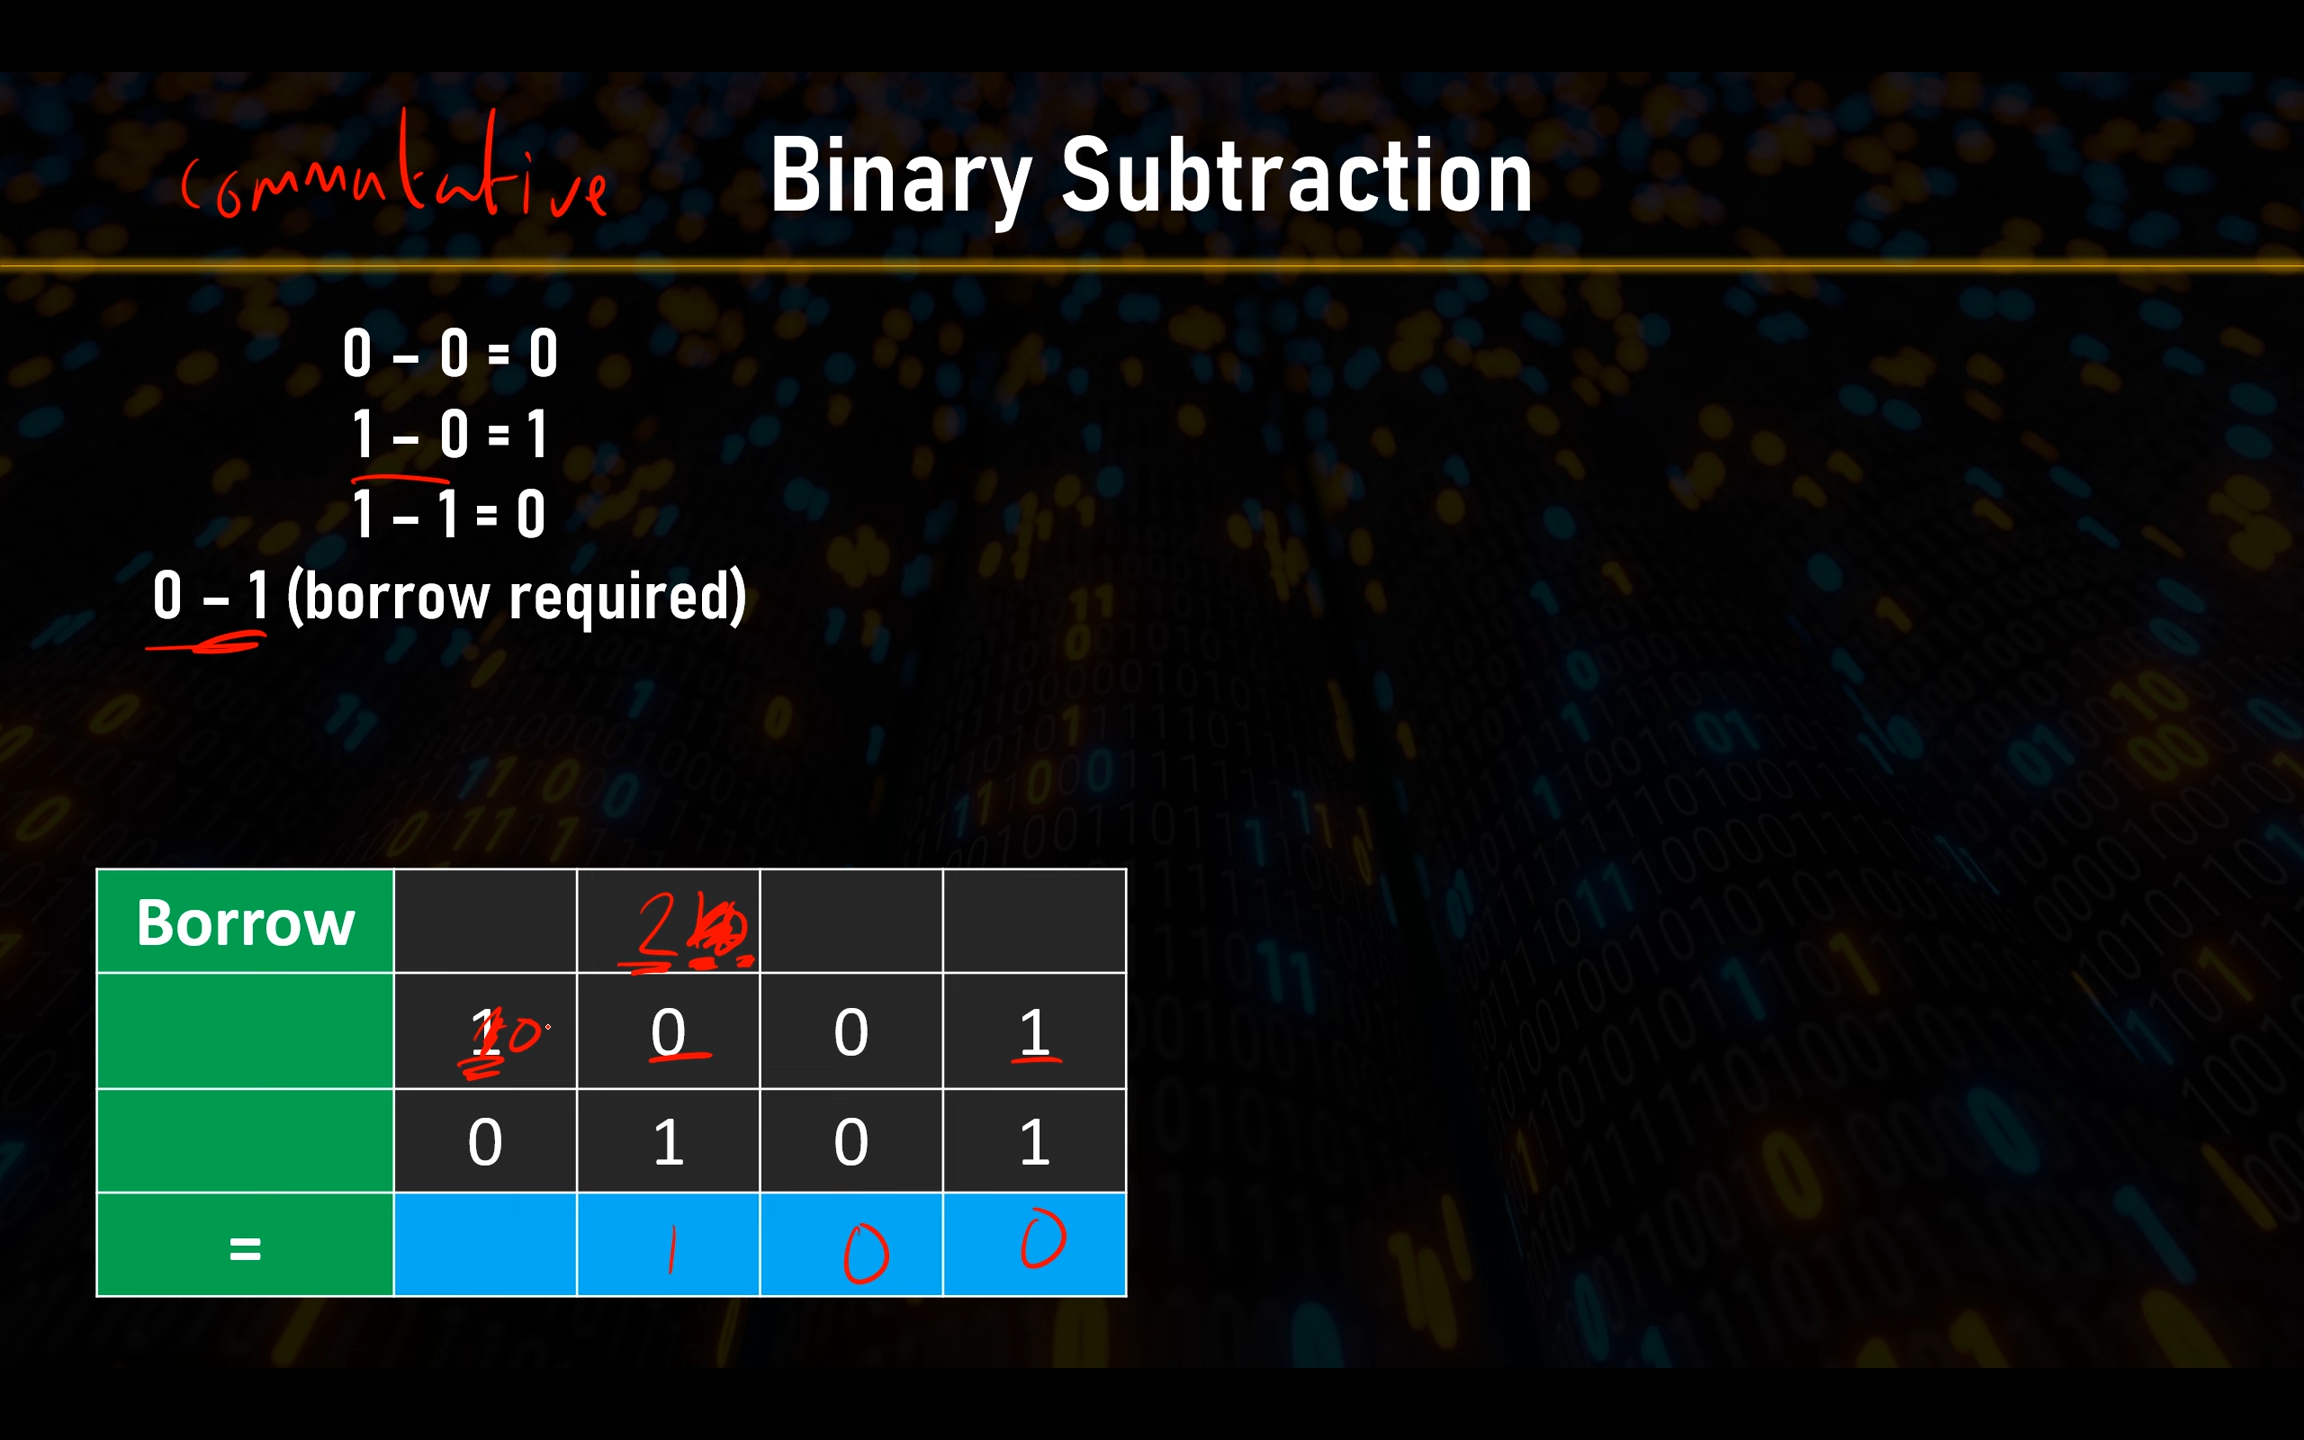 commutative
Binary Subtraction
0 – 0 = 0
1 – 0 = 1
1 – 1 = 0
0 – 1 (borrow required)
Borrow 2
1 0 0 0 1
0 1 0 1
= 1 0 0